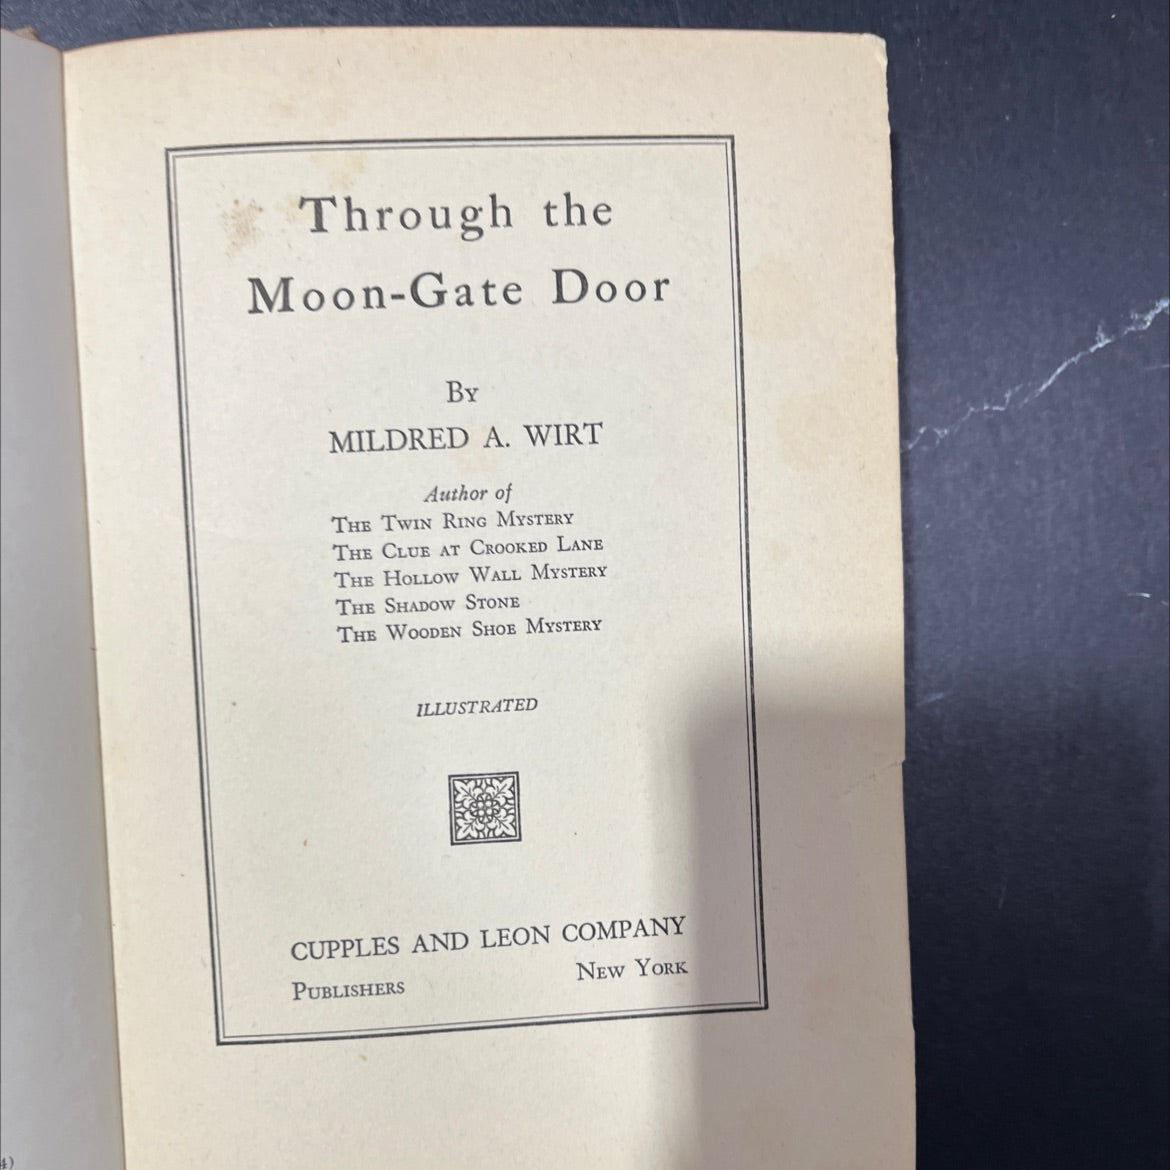 Through the
Moon-Gate Door
By
MILDRED A. WIRT
Author of
The Twin Ring Mystery
The Clue at Crooked Lane
The Hollow Wall Mystery
The Shadow Stone
The Wooden Shoe Mystery
ILLUSTRATED
CUPPLES AND LEON COMPANY
Publishers New York
4)